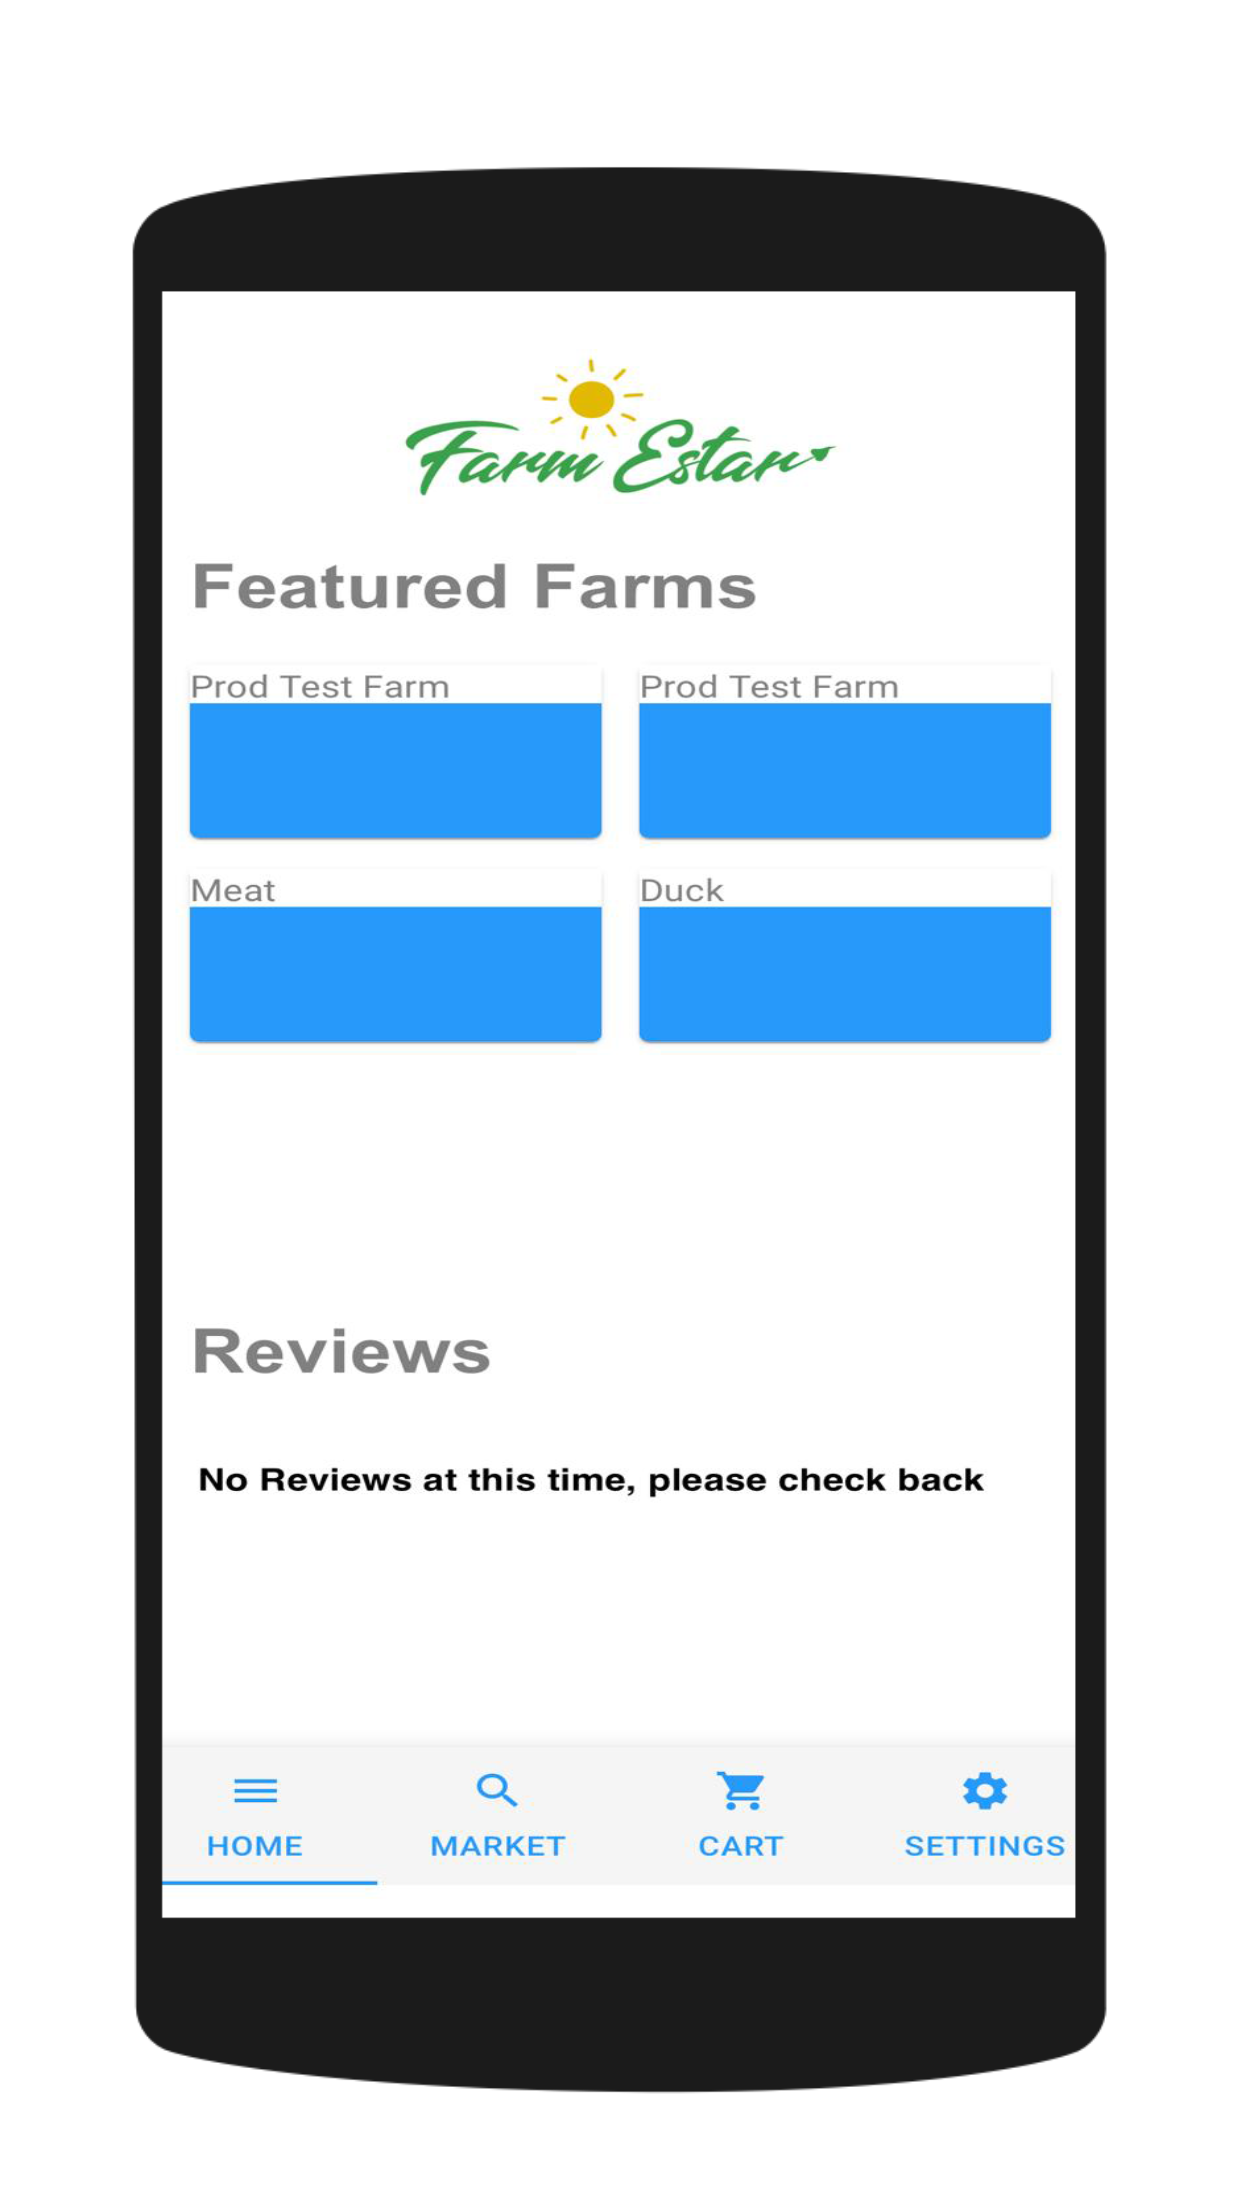 Farm Estar
Featured Farms
Prod Test Farm
Prod Test Farm
Meat
Duck
Reviews
No Reviews at this time, please check back
HOME
MARKET
CART
SETTINGS